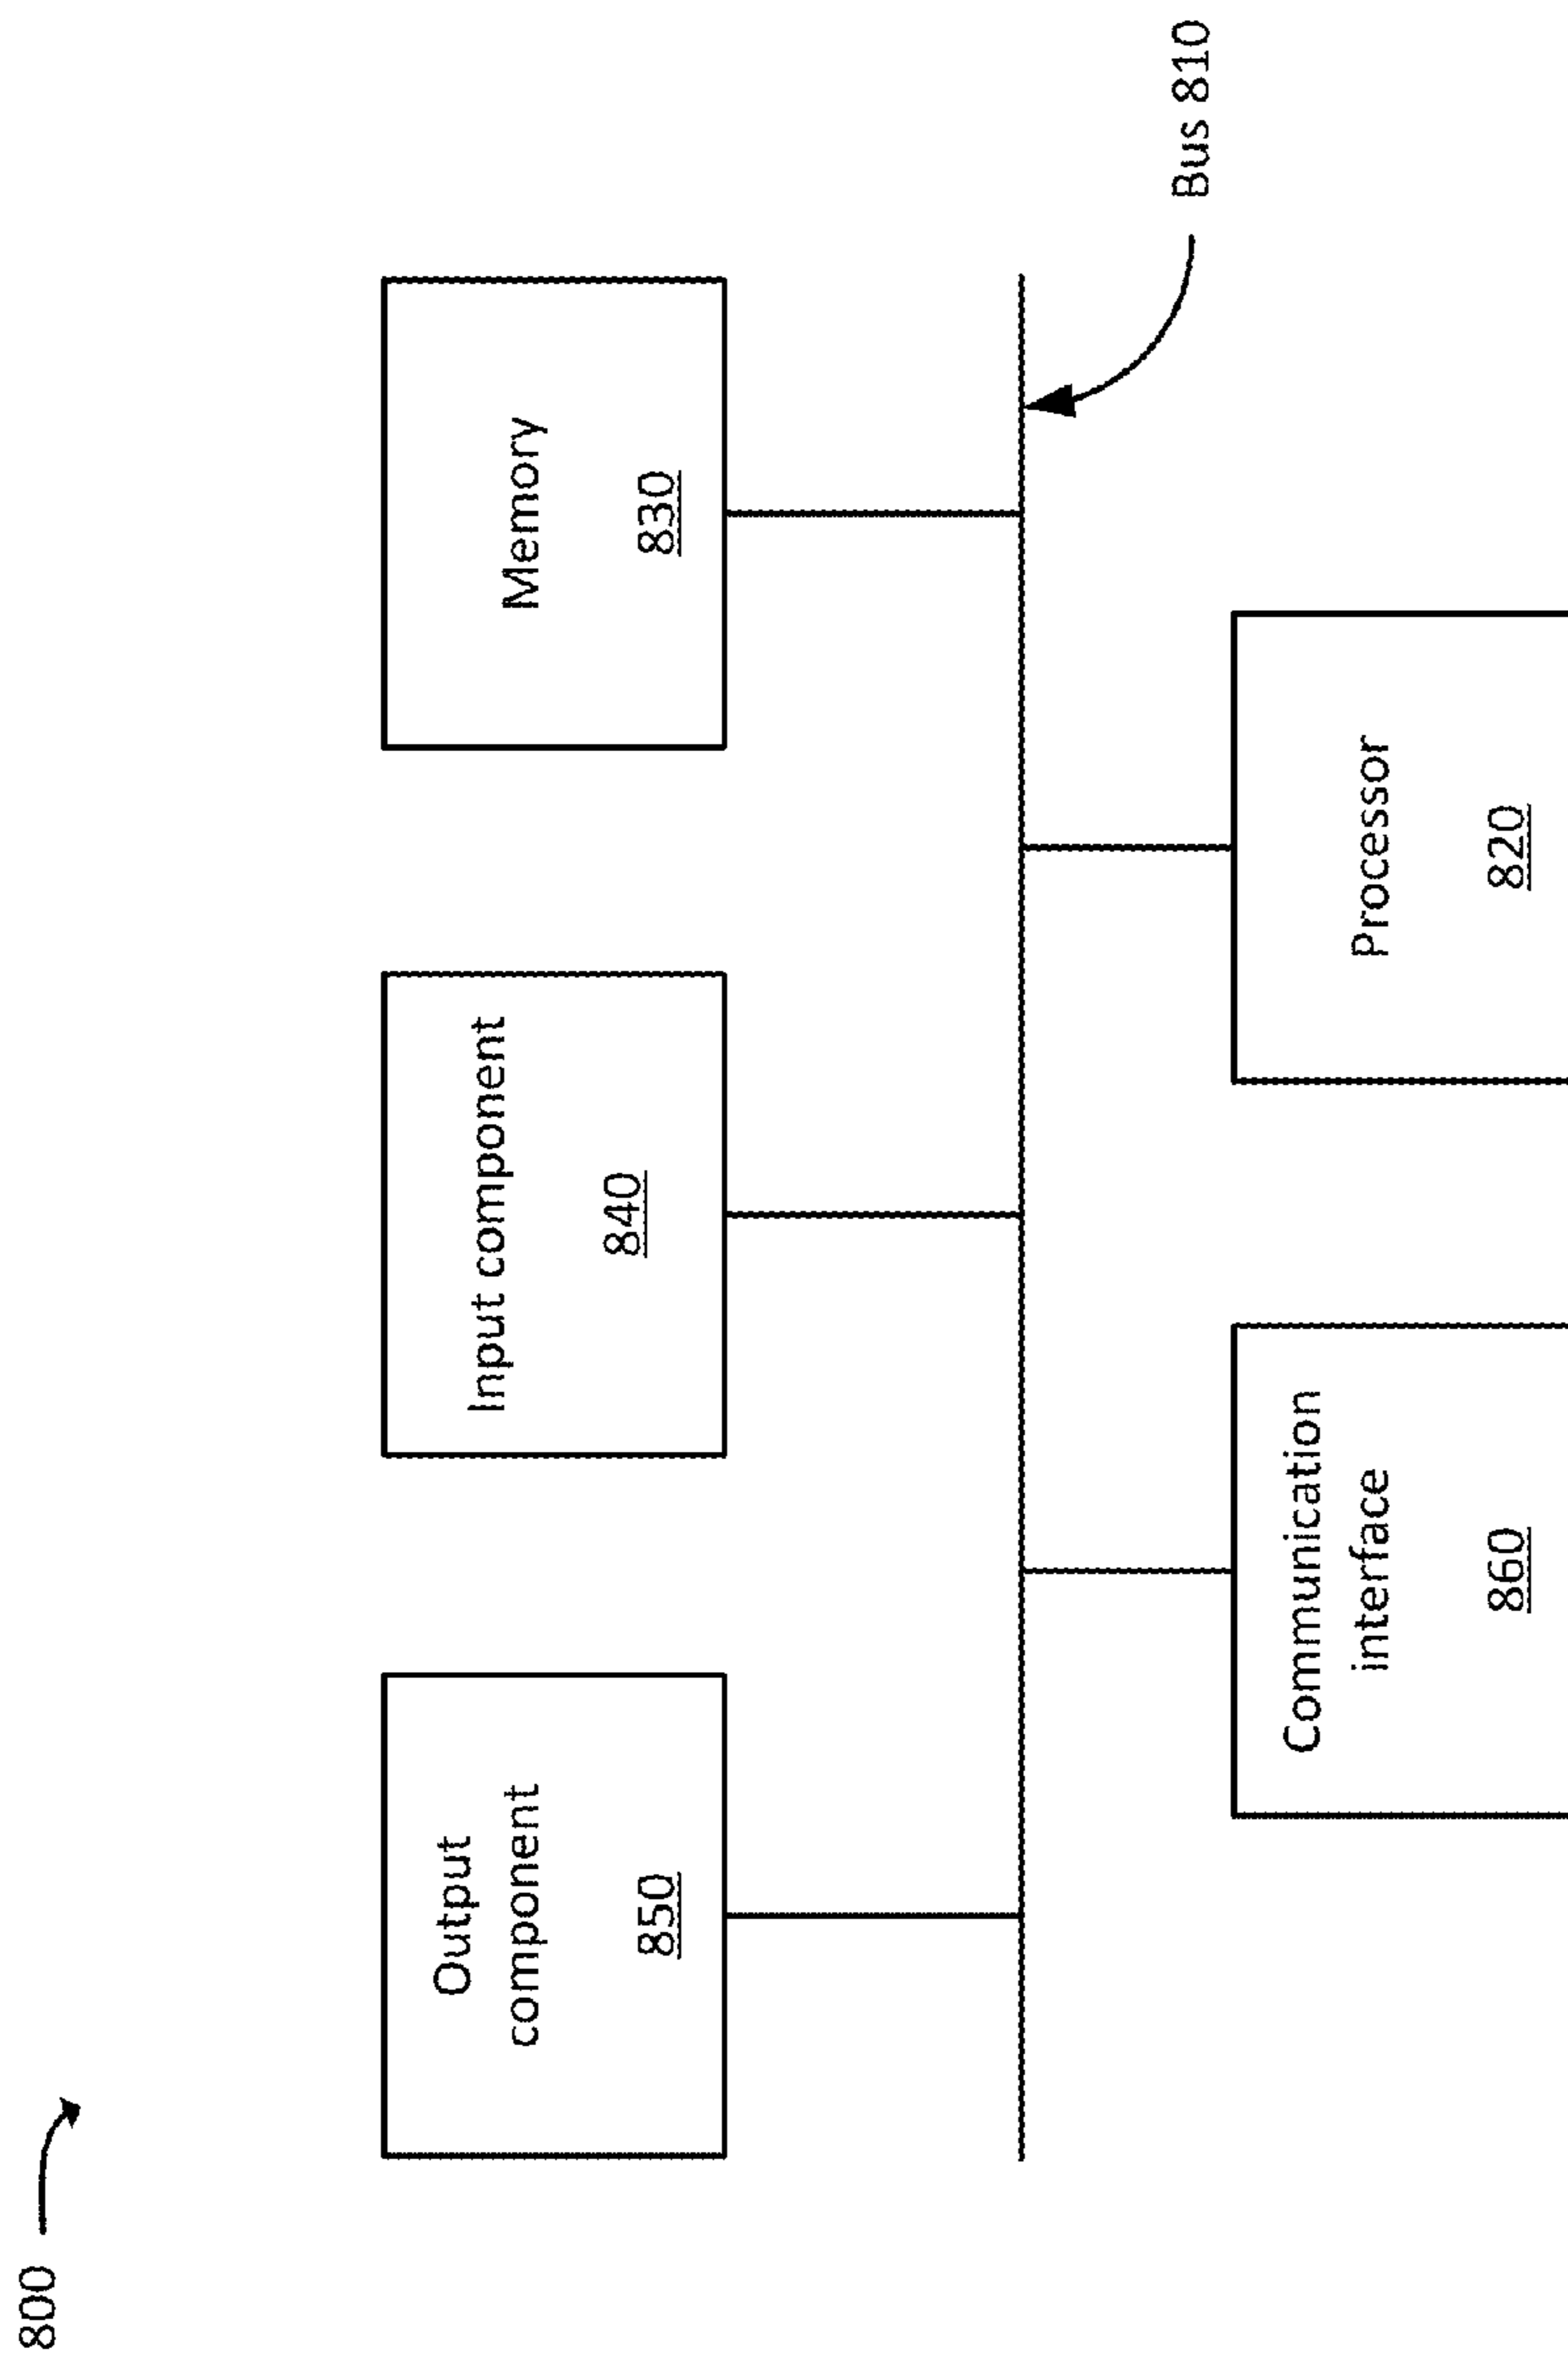 800
Output
component
850
Input component
840
Memory
830
Bus 810
Communication
interface
860
Processor
820